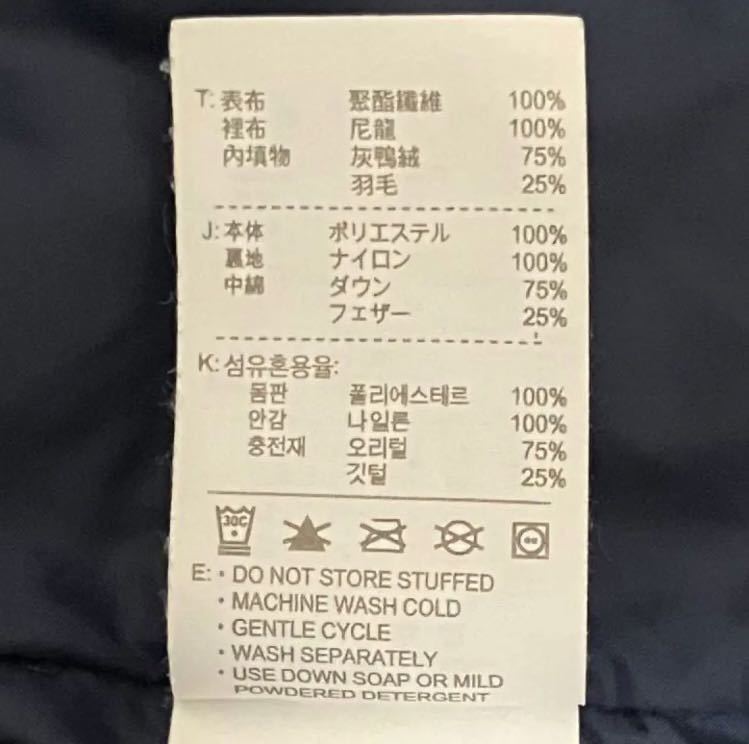 T: 表布 聚酯纖維 100%
裡布 尼龍 100%
內填物 灰鴨絨 75%
羽毛 25%
J: 本体 ポリエステル 100%
裏地 ナイロン 100%
中綿 ダウン 75%
フェザー 25%
K: 섬유혼용율:
몸판 폴리에스테르 100%
안감 나일론 100%
충전재 오리털 75%
깃털 25%
30C
E: · DO NOT STORE STUFFED
· MACHINE WASH COLD
· GENTLE CYCLE
· WASH SEPARATELY
· USE DOWN SOAP OR MILD
POWDERED DETERGENT